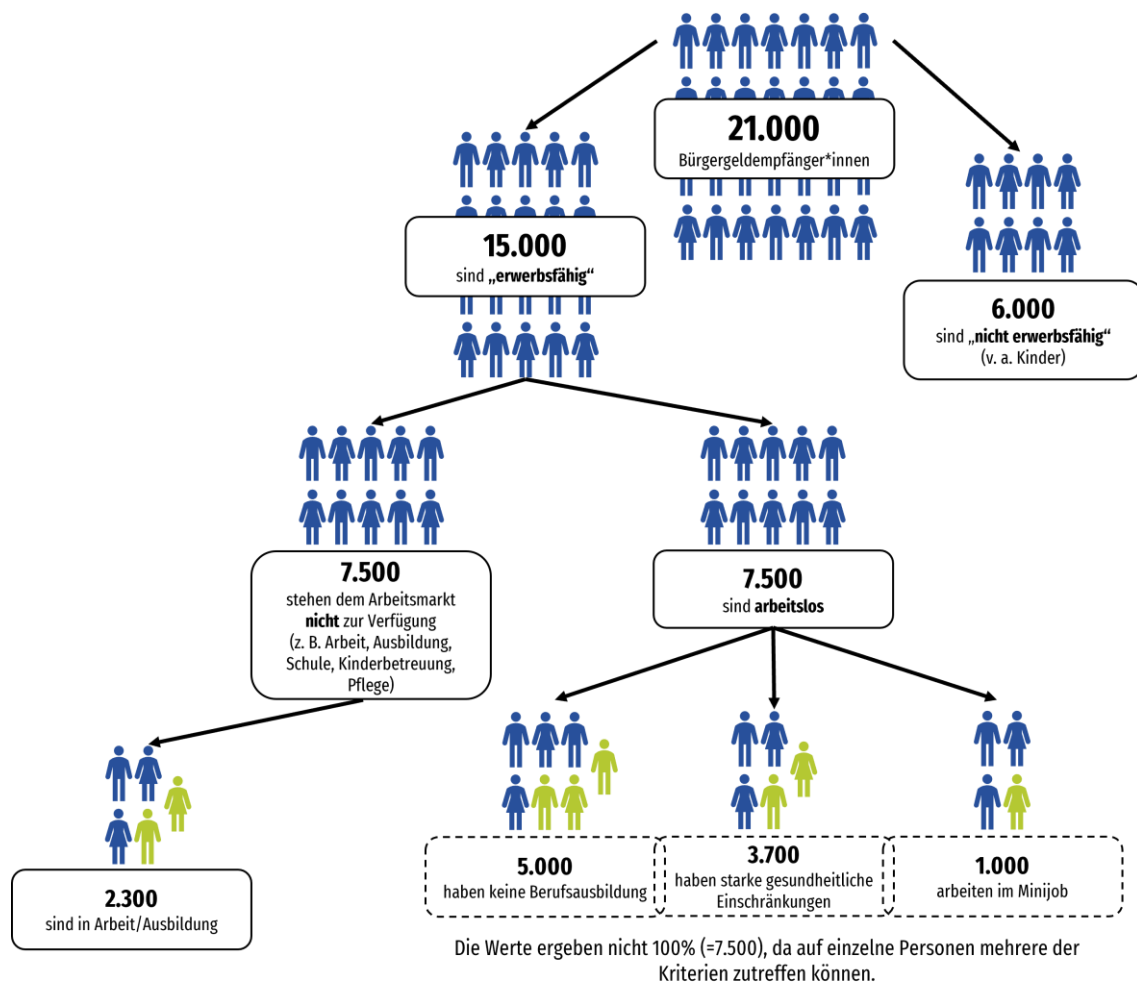 21.000
Bürgergeldempfänger*innen
15.000
sind „erwerbsfähig“
6.000
sind „nicht erwerbsfähig“
(v. a. Kinder)
7.500
stehen dem Arbeitsmarkt
nicht zur Verfügung
(z. B. Arbeit, Ausbildung,
Schule, Kinderbetreuung,
Pflege)
7.500
sind arbeitslos
2.300
sind in Arbeit/Ausbildung
5.000
haben keine Berufsausbildung
3.700
haben starke gesundheitliche
Einschränkungen
1.000
arbeiten im Minijob
Die Werte ergeben nicht 100% (=7.500), da auf einzelne Personen mehrere der
Kriterien zutreffen können.